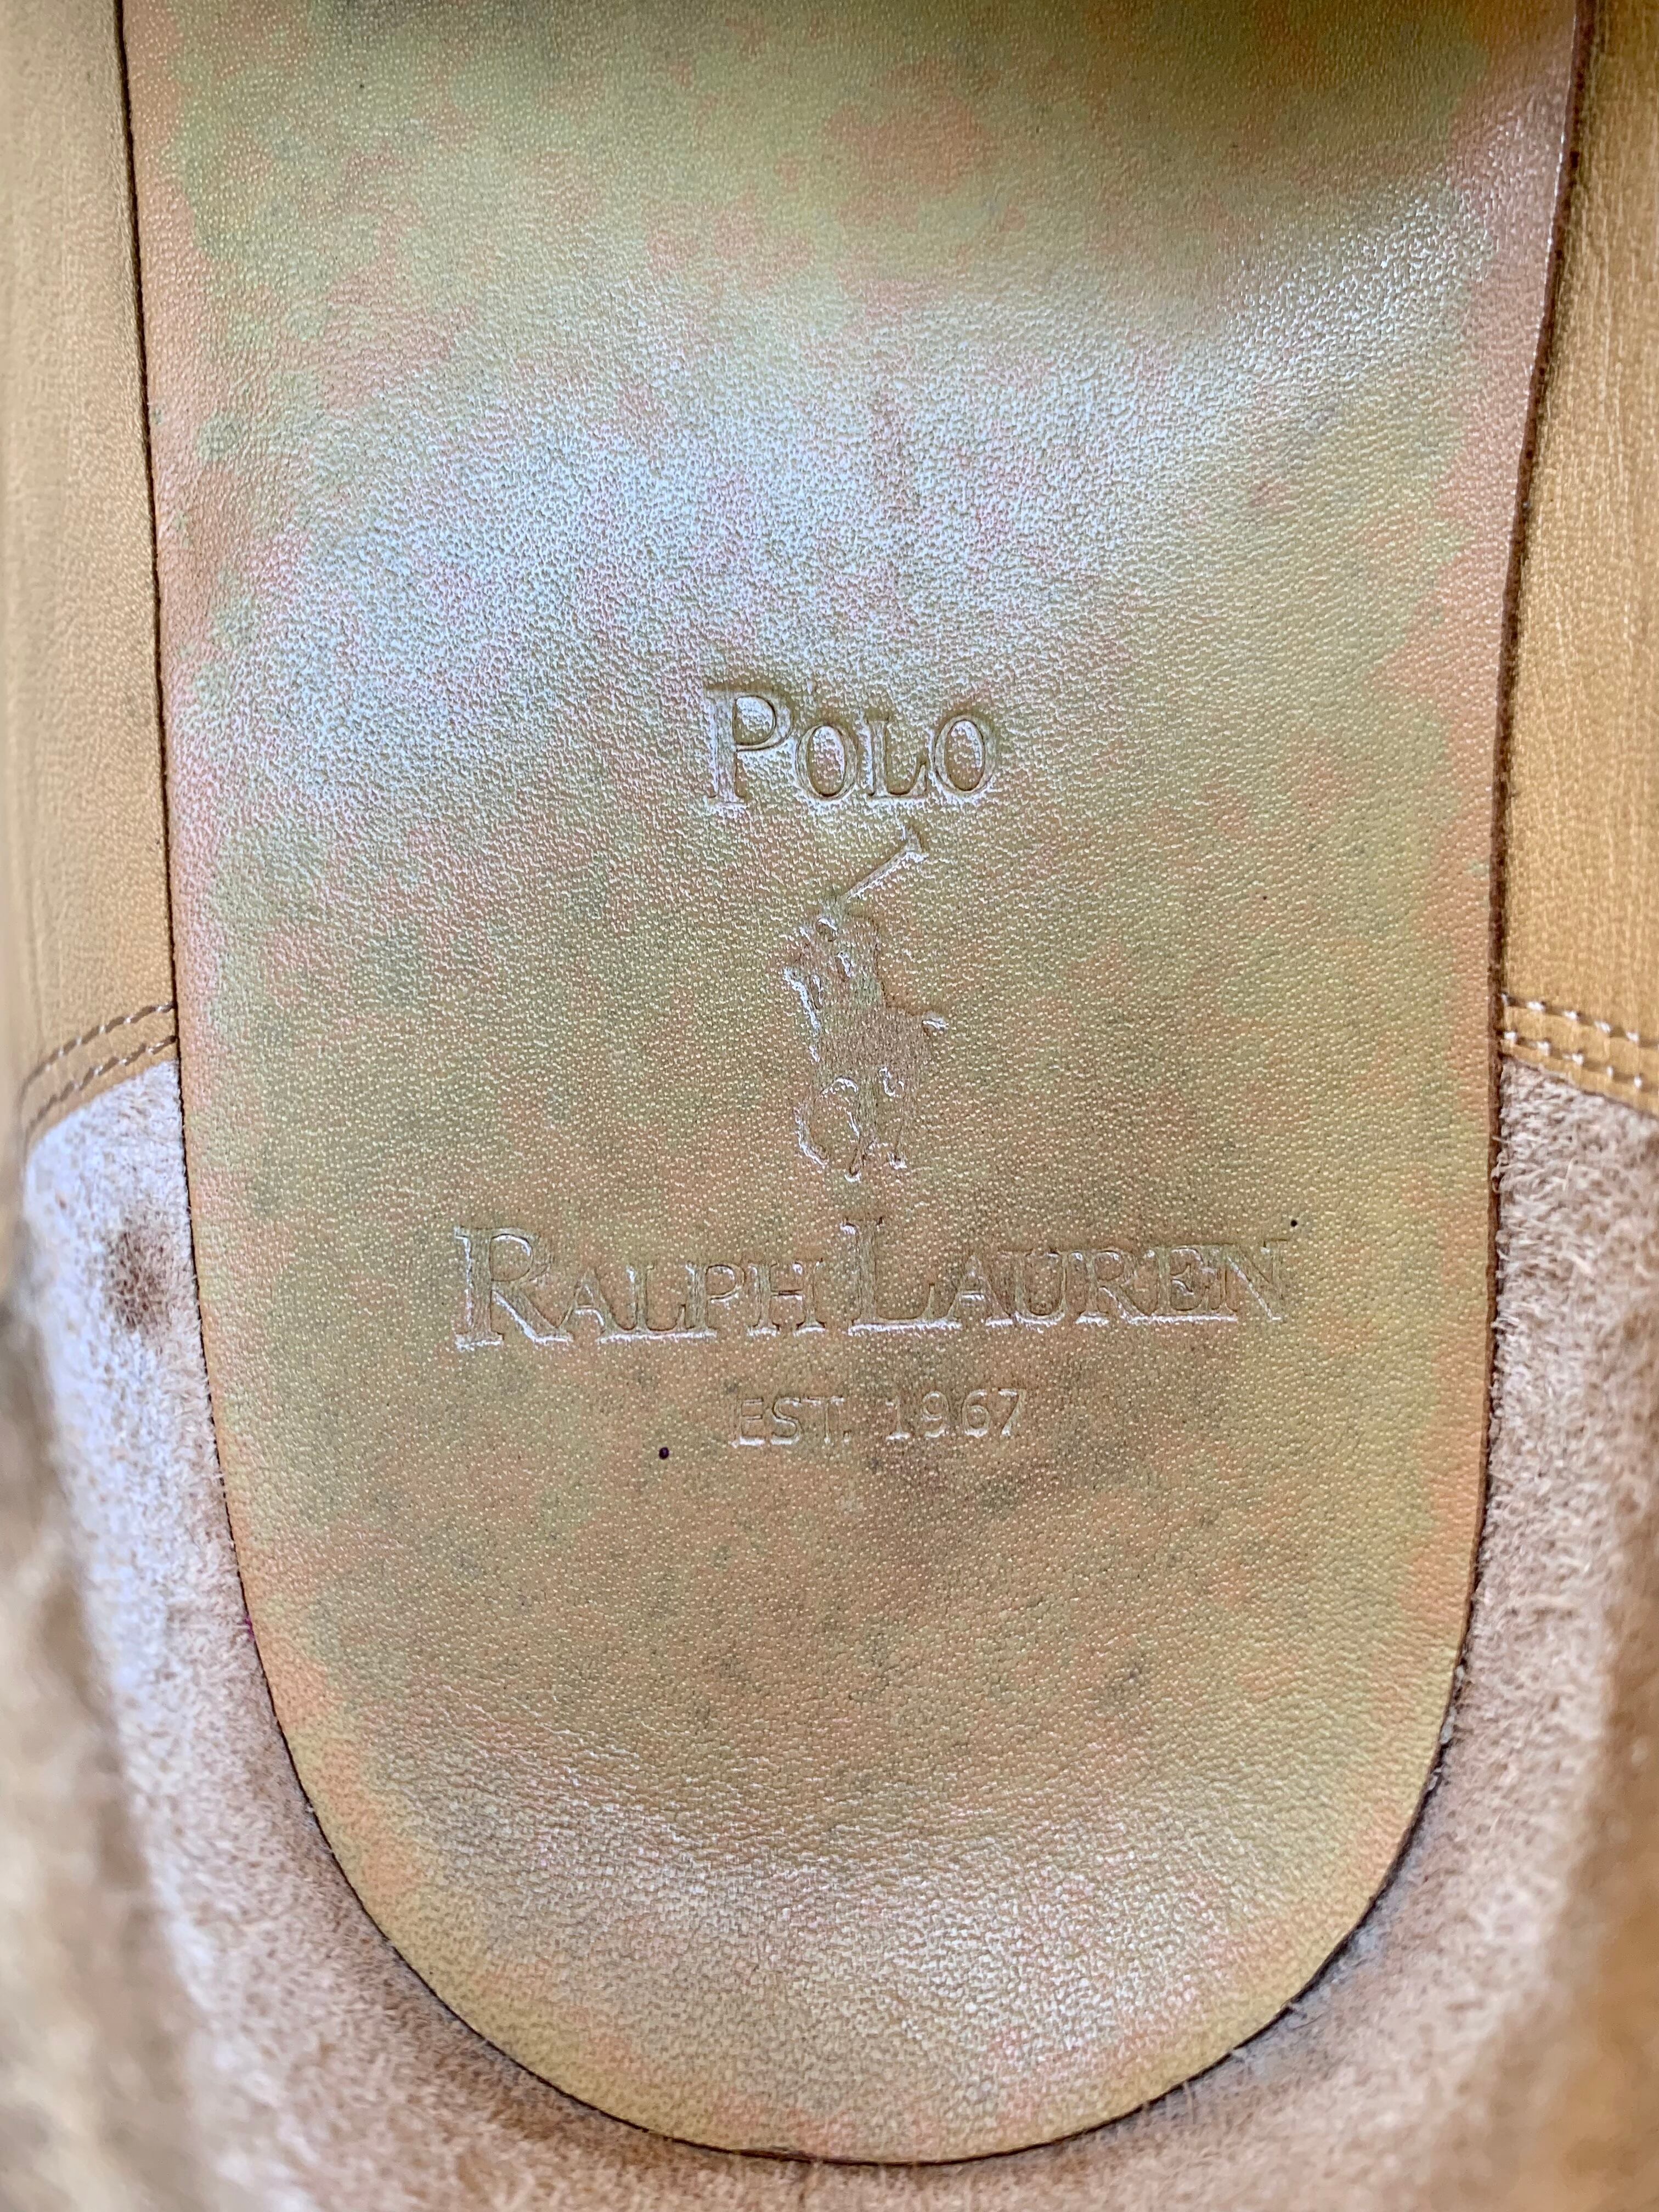 POLO
RALPH LAUREN
EST. 1967